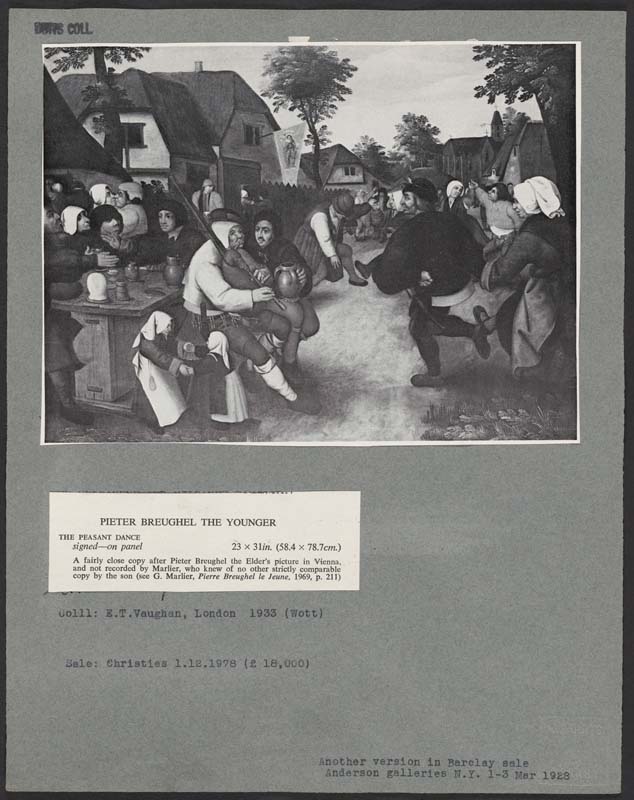 COLL.
PIETER BREUGHEL THE YOUNGER
THE PEASANT DANCE
signed—on panel 23 × 31in. (58.4 × 78.7cm.)
A fairly close copy after Pieter Breughel the Elder's picture in Vienna,
and not recorded by Marlier, who knew of no other strictly comparable
copy by the son (see G. Marlier, Pierre Breughel le Jeune, 1969, p. 211)
Colll: E.T.Vaughan, London 1933 (Wott)
Sale: Christies 1.12.1978 (£ 18,000)
Another version in Barclay sale
Anderson galleries N.Y. 1-3 Mar 1928